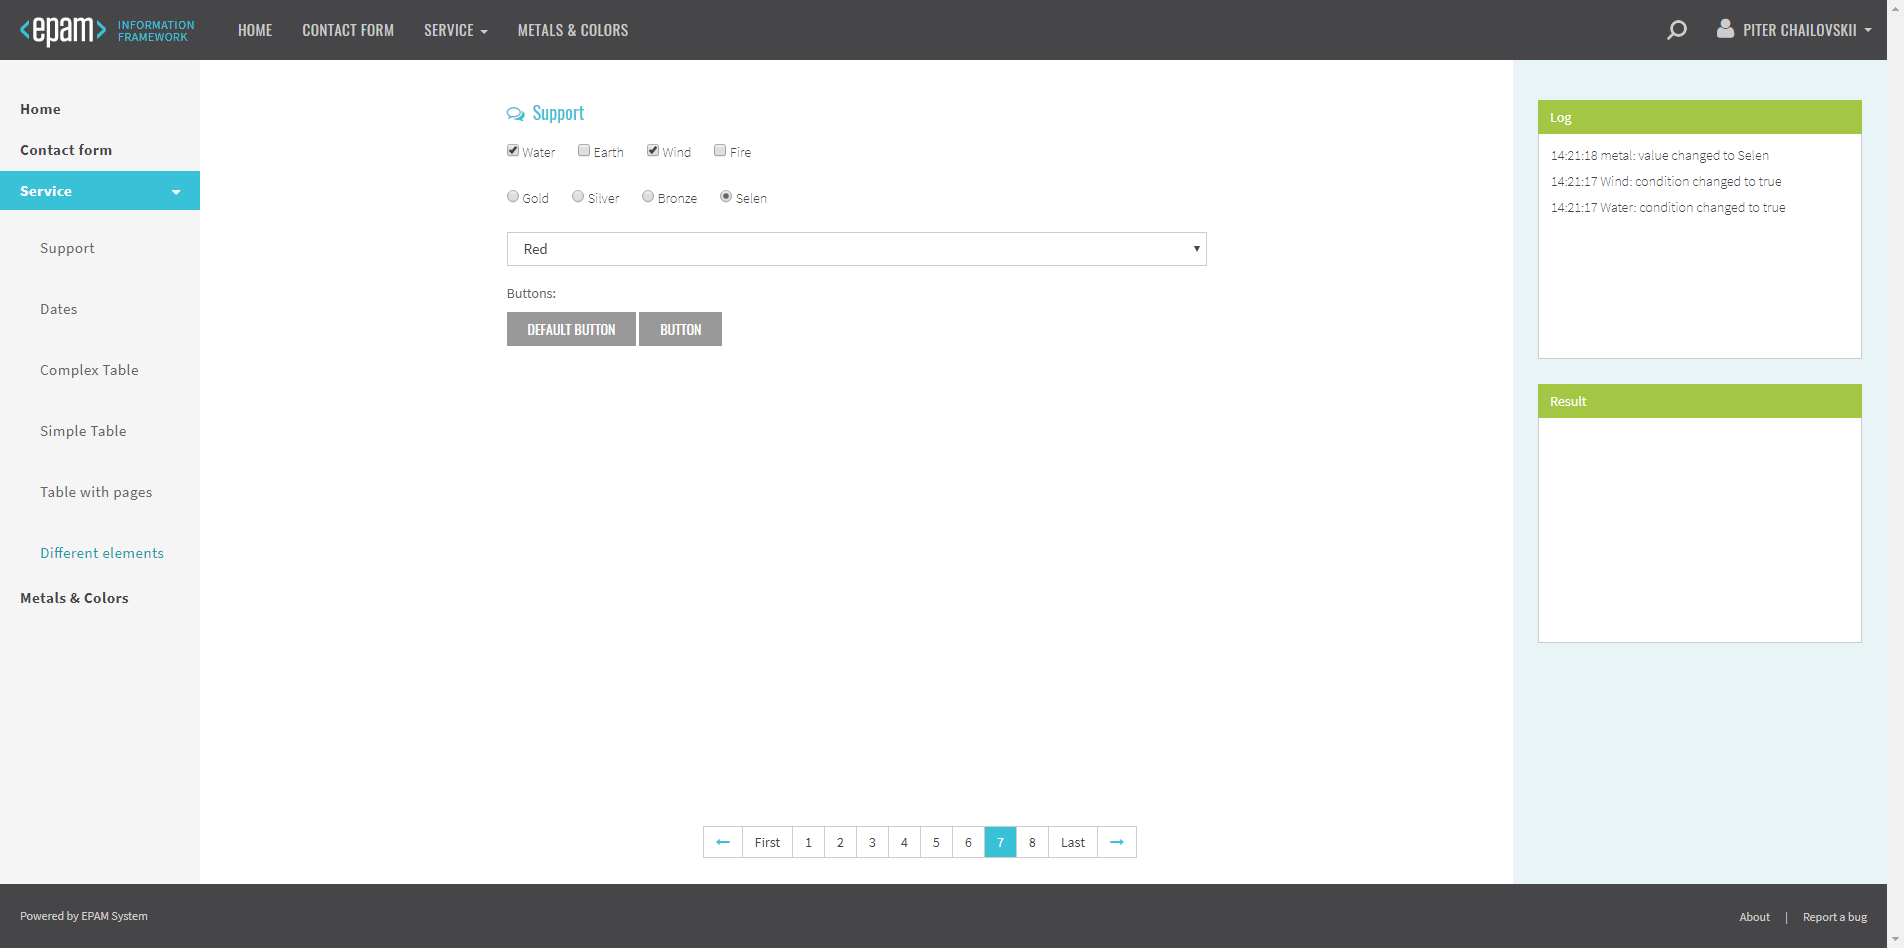 <epam> INFORMATION FRAMEWORK
HOME CONTACT FORM SERVICE METALS & COLORS
PITER CHAILOVSKII
Home
Contact form
Service
Support
Dates
Complex Table
Simple Table
Table with pages
Different elements
Metals & Colors
Support
Water Earth Wind Fire
Gold Silver Bronze Selen
Red
Buttons:
DEFAULT BUTTON BUTTON
First 1 2 3 4 5 6 7 8 Last
Log
14:21:18 metal: value changed to Selen
14:21:17 Wind: condition changed to true
14:21:17 Water: condition changed to true
Result
Powered by EPAM System
About | Report a bug